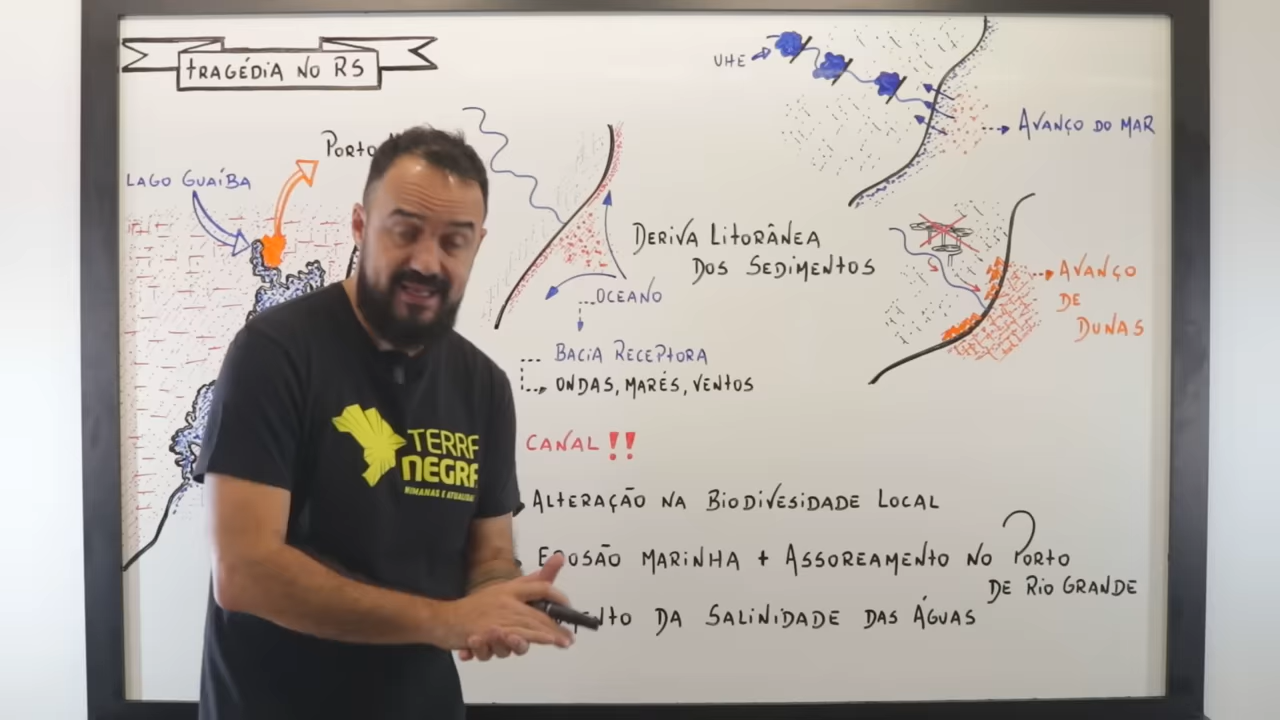 TRAGÉDIA NO RS
UHE
AVANÇO DO MAR
PORTO
LAGO GUAÍBA
DERIVA LITORÂNEA
DOS SEDIMENTOS
OCEANO
AVANÇO
DE
DUNAS
BACIA RECEPTORA
ONDAS, MARÉS, VENTOS
CANAL !!
ALTERAÇÃO NA BIODIVESIDADE LOCAL
EROSÃO MARINHA + ASSOREAMENTO NO PORTO
DE RIO GRANDE
DA SALINIDADE DAS ÁGUAS
TERRA
NEGRA
HUMANAS E ATUALIDADES